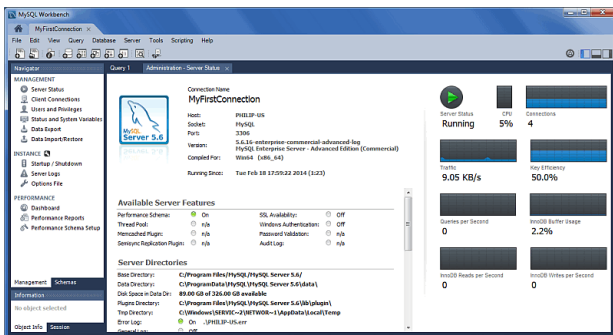 MySQL Workbench
MyFirstConnection ×
File Edit View Query Database Server Tools Scripting Help
Navigator
MANAGEMENT
Server Status
Client Connections
Users and Privileges
Status and System Variables
Data Export
Data Import/Restore
INSTANCE
Startup / Shutdown
Server Logs
Options File
PERFORMANCE
Dashboard
Performance Reports
Performance Schema Setup
Management Schemas
Information
No object selected
Object Info Session
Query 1 Administration - Server Status ×
MySQL
Server 5.6
Connection Name
MyFirstConnection
Host: PHILIP-US
Socket: MySQL
Port: 3306
Version: 5.6.16-enterprise-commercial-advanced-log
MySQL Enterprise Server - Advanced Edition (Commercial)
Compiled For: Win64 (x86_64)
Running Since: Tue Feb 18 17:59:22 2014 (1:23)
Available Server Features
Performance Schema: On SSL Availability: Off
Thread Pool: n/a Windows Authentication: Off
Memcached Plugin: n/a Password Validation: n/a
Semisync Replication Plugin: n/a Audit Log: n/a
Server Directories
Base Directory: C:/Program Files/MySQL/MySQL Server 5.6/
Data Directory: C:/ProgramData/MySQL/MySQL Server 5.6\data\
Disk Space in Data Dir: 89.00 GB of 326.00 GB available
Plugins Directory: C:/Program Files/MySQL/MySQL Server 5.6\lib\plugin\
Tmp Directory: C:\Windows\SERVIC~2\NETWOR~1\AppData\Local\Temp
Error Log: On .\PHILIP-US.err
General Log: Off
Server Status
Running
CPU
5%
Connections
4
Traffic
9.05 KB/s
Key Efficiency
50.0%
Queries per Second
0
InnoDB Buffer Usage
2.2%
InnoDB Reads per Second
0
InnoDB Writes per Second
0